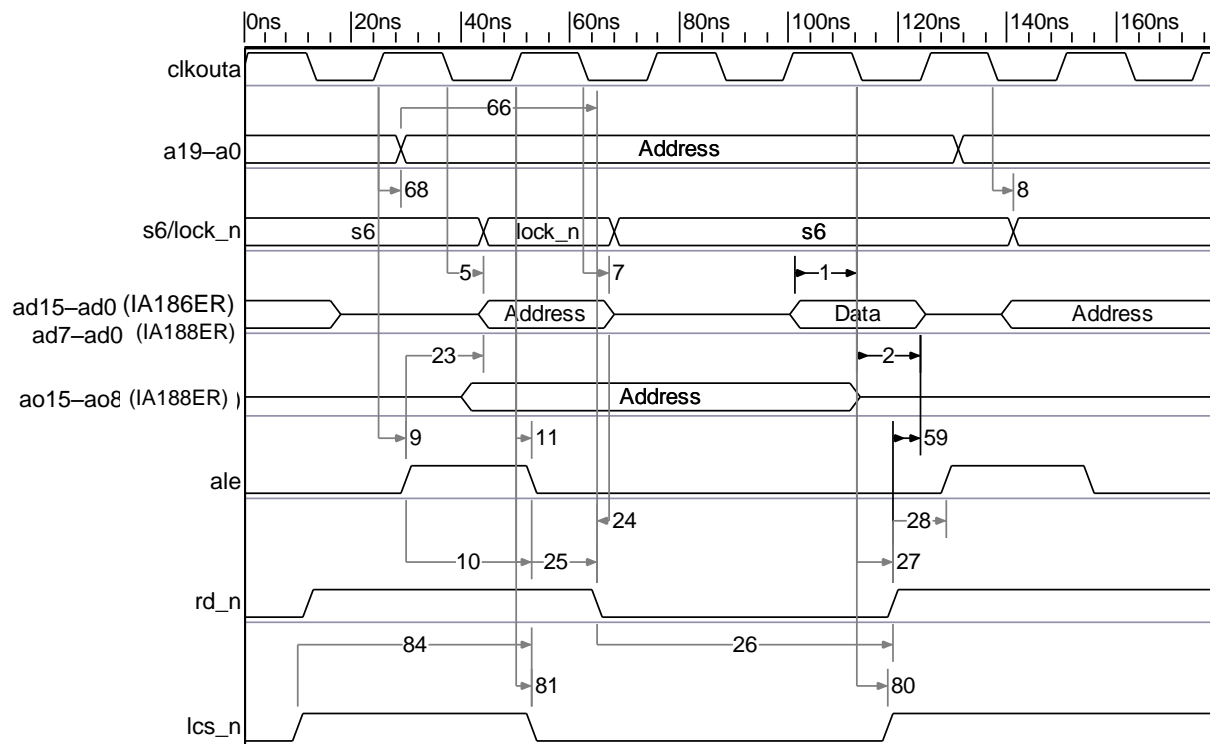 0ns 20ns 40ns 60ns 80ns 100ns 120ns 140ns 160ns
clkouta
66
a19–a0 Address
68 8
s6/lock_n s6 lock_n s6
5 7 1
ad15–ad0 (IA186ER) Address Data Address
ad7–ad0 (IA188ER)
23 2
ao15–ao8 (IA188ER) ) Address
9 11 59
ale
24 28
10 25 27
rd_n
84 26
81 80
lcs_n